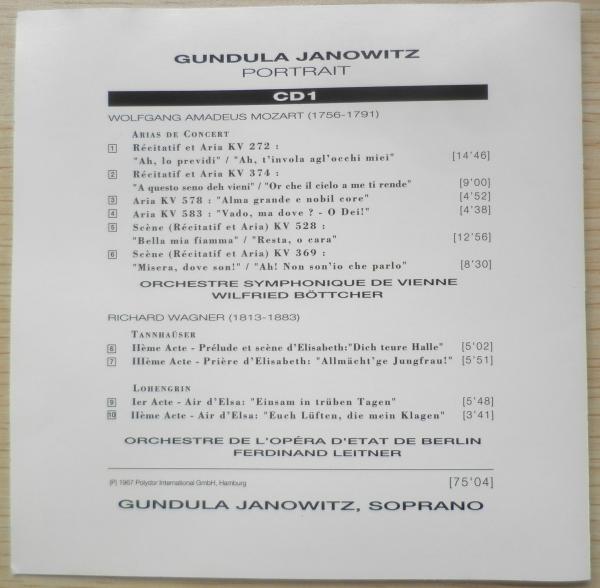 GUNDULA JANOWITZ
PORTRAIT
CD1
WOLFGANG AMADEUS MOZART (1756-1791)
ARIAS DE CONCERT
1 Récitatif et Aria KV 272 :
"Ah, lo previdi" / "Ah, t'invola agl'occhi miei" [14'46]
2 Récitatif et Aria KV 374 :
"A questo seno deh vieni" / "Or che il cielo a me ti rende" [9'00]
3 Aria KV 578 : "Alma grande e nobil core" [4'52]
4 Aria KV 583 : "Vado, ma dove ? - O Dei!" [4'38]
5 Scène (Récitatif et Aria) KV 528 :
"Bella mia fiamma" / "Resta, o cara" [12'56]
6 Scène (Récitatif et Aria) KV 369 :
"Misera, dove son!" / "Ah! Non son'io che parlo" [8'30]
ORCHESTRE SYMPHONIQUE DE VIENNE
WILFRIED BÖTTCHER
RICHARD WAGNER (1813-1883)
TANNHAÜSER
6 IIème Acte - Prélude et scène d'Elisabeth:"Dich teure Halle" [5'02]
7 IIIème Acte - Prière d'Elisabeth: "Allmächt'ge Jungfrau!" [5'51]
LOHENGRIN
9 Ier Acte - Air d'Elsa: "Einsam in trüben Tagen" [5'48]
10 IIème Acte - Air d'Elsa: "Euch Lüften, die mein Klagen" [3'41]
ORCHESTRE DE L'OPÉRA D'ETAT DE BERLIN
FERDINAND LEITNER
(P) 1967 Polydor International GmbH, Hamburg [75'04]
GUNDULA JANOWITZ, SOPRANO